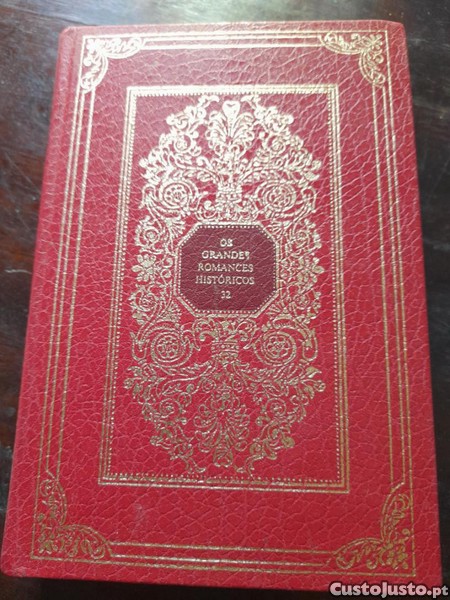 OS
GRANDES
ROMANCES
HISTÓRICOS
32
CustoJusto.pt